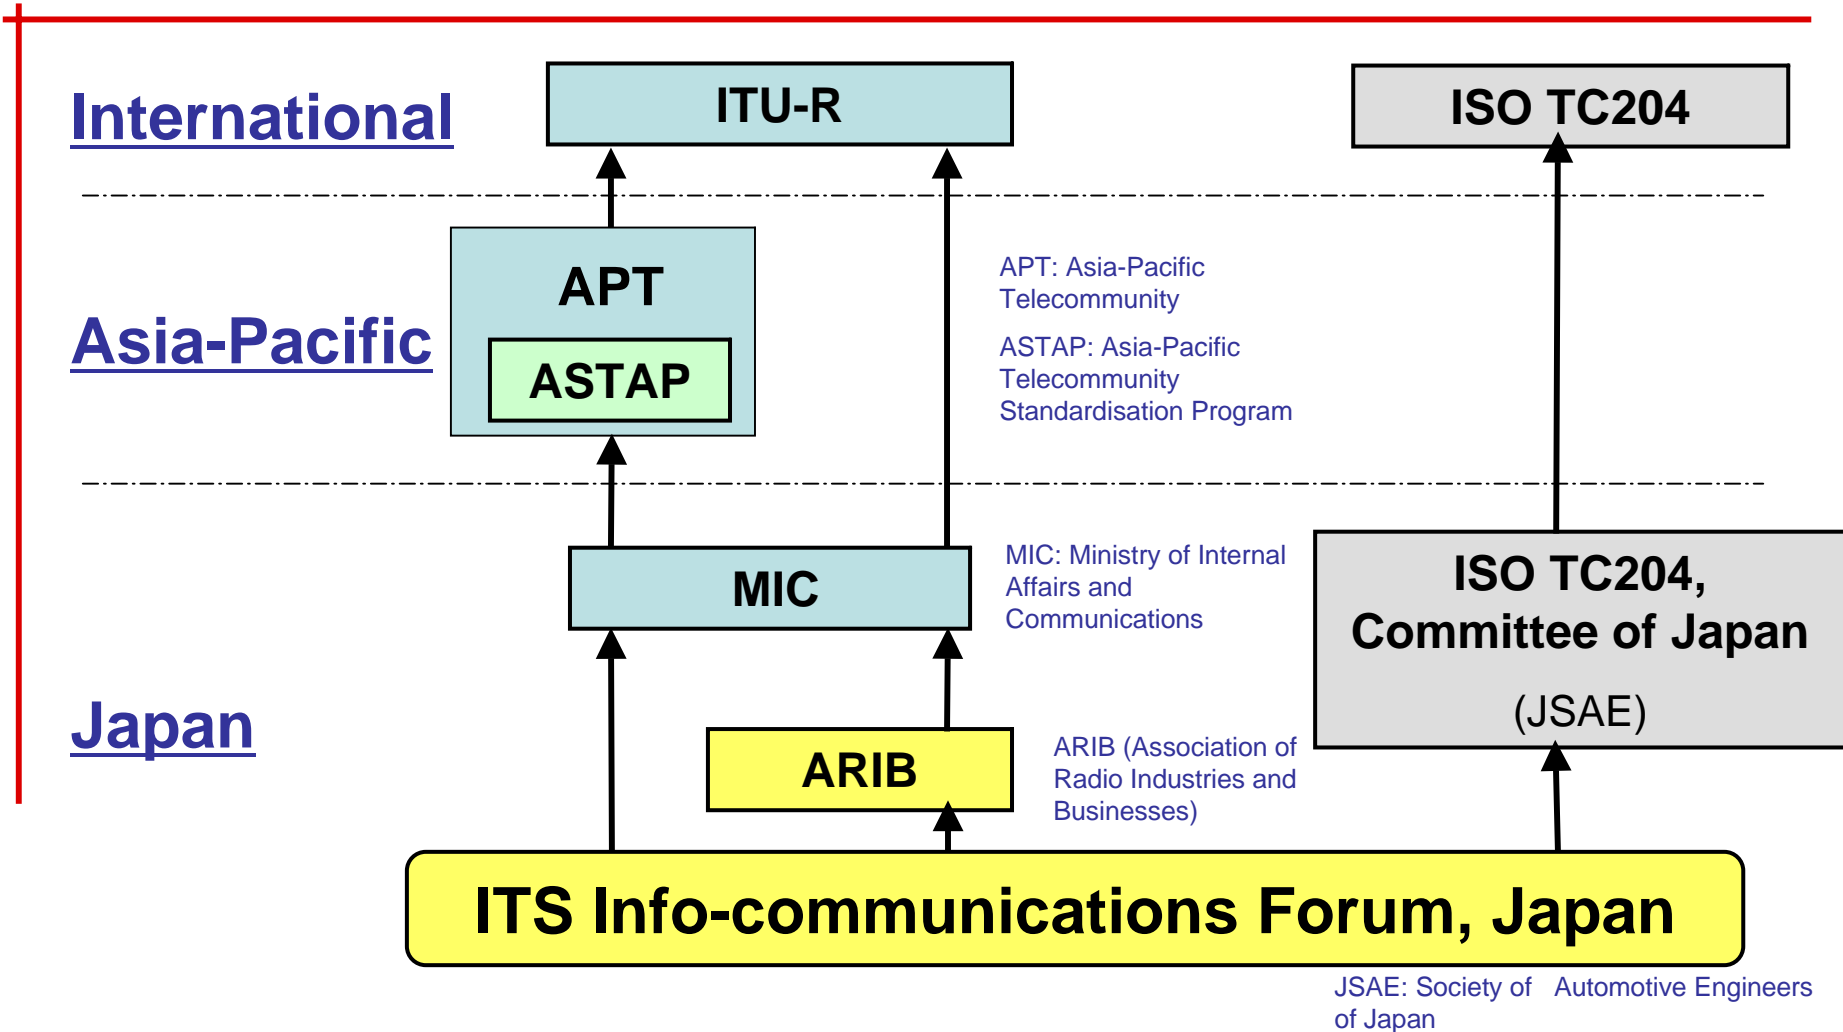 International
ITU-R
ISO TC204
Asia-Pacific
APT
ASTAP
APT: Asia-Pacific
Telecommunity
ASTAP: Asia-Pacific
Telecommunity
Standardisation Program
Japan
MIC
MIC: Ministry of Internal
Affairs and
Communications
ISO TC204,
Committee of Japan
(JSAE)
ARIB
ARIB (Association of
Radio Industries and
Businesses)
ITS Info-communications Forum, Japan
JSAE: Society of Automotive Engineers
of Japan